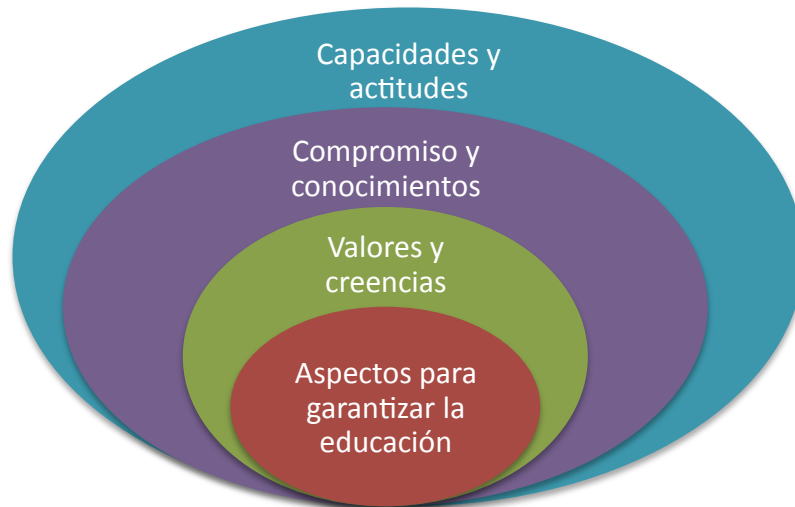 Capacidades y
actitudes
Compromiso y
conocimientos
Valores y
creencias
Aspectos para
garantizar la
educación